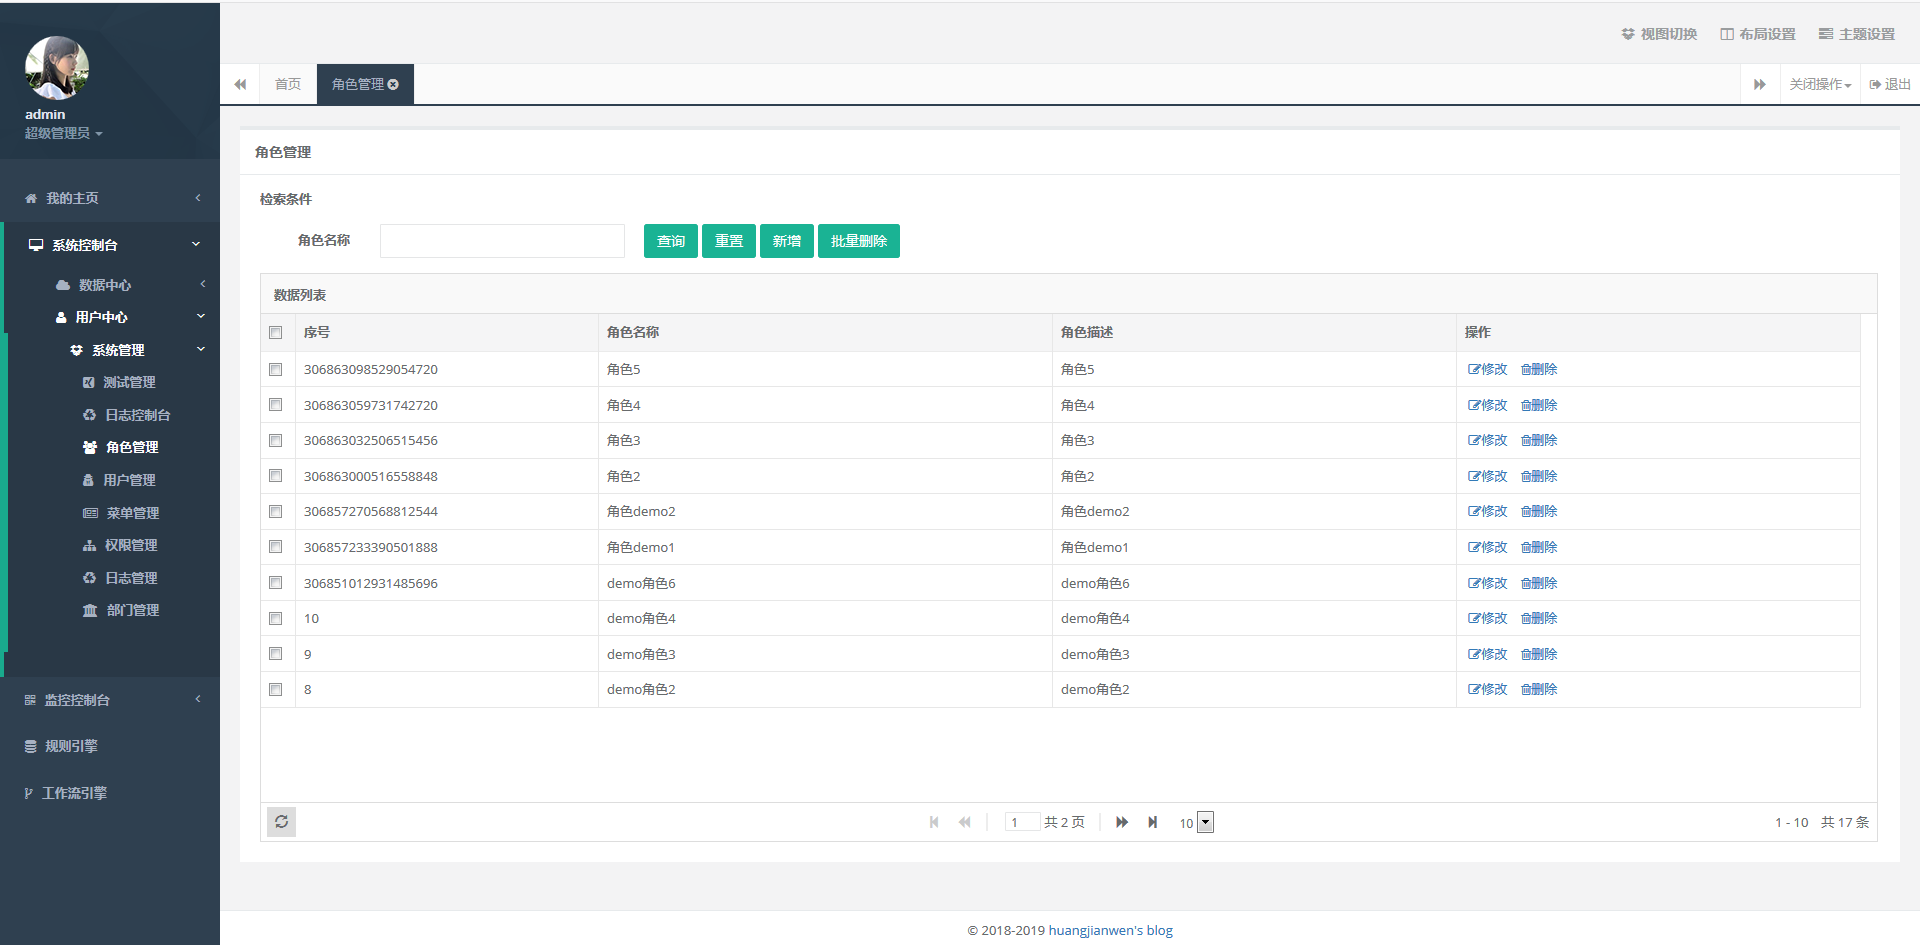 admin
超级管理员
我的主页
系统控制台
数据中心
用户中心
系统管理
测试管理
日志控制台
角色管理
用户管理
菜单管理
权限管理
日志管理
部门管理
监控控制台
规则引擎
工作流引擎
视图切换 布局设置 主题设置
首页 角色管理 关闭操作 退出
角色管理
检索条件
角色名称 查询 重置 新增 批量删除
数据列表
序号 角色名称 角色描述 操作
306863098529054720 角色5 角色5 修改 删除
306863059731742720 角色4 角色4 修改 删除
306863032506515456 角色3 角色3 修改 删除
306863000516558848 角色2 角色2 修改 删除
306857270568812544 角色demo2 角色demo2 修改 删除
306857233390501888 角色demo1 角色demo1 修改 删除
306851012931485696 demo角色6 demo角色6 修改 删除
10 demo角色4 demo角色4 修改 删除
9 demo角色3 demo角色3 修改 删除
8 demo角色2 demo角色2 修改 删除
1 共 2 页 10 1 - 10 共 17 条
© 2018-2019 huangjianwen's blog